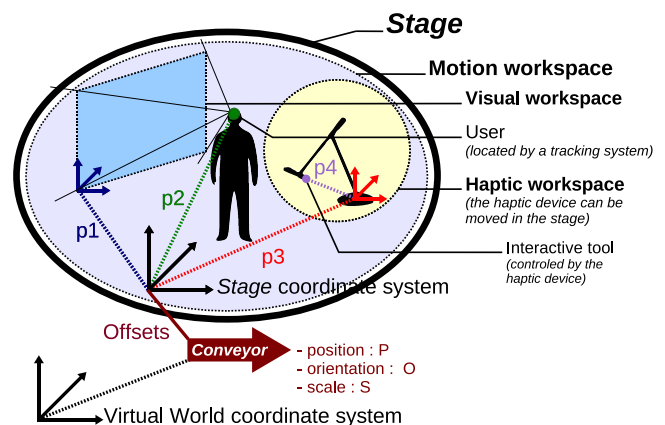 Stage
Motion workspace
Visual workspace
User
(located by a tracking system)
Haptic workspace
(the haptic device can be
moved in the stage)
Interactive tool
(controled by the
haptic device)
p4
p2
p1
p3
Stage coordinate system
Offsets
Conveyor
- position : P
- orientation : O
- scale : S
Virtual World coordinate system